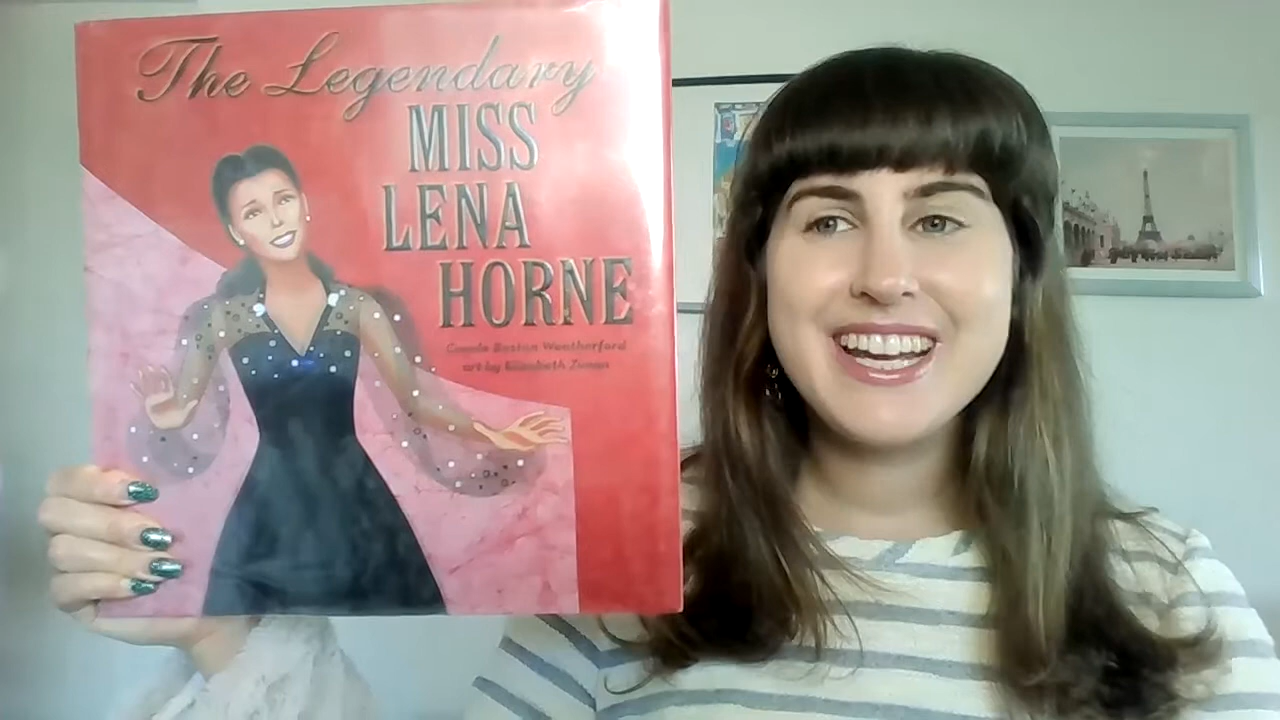 The Legendary
MISS
LENA
HORNE
Carole Boston Weatherford
art by Elizabeth Zunon